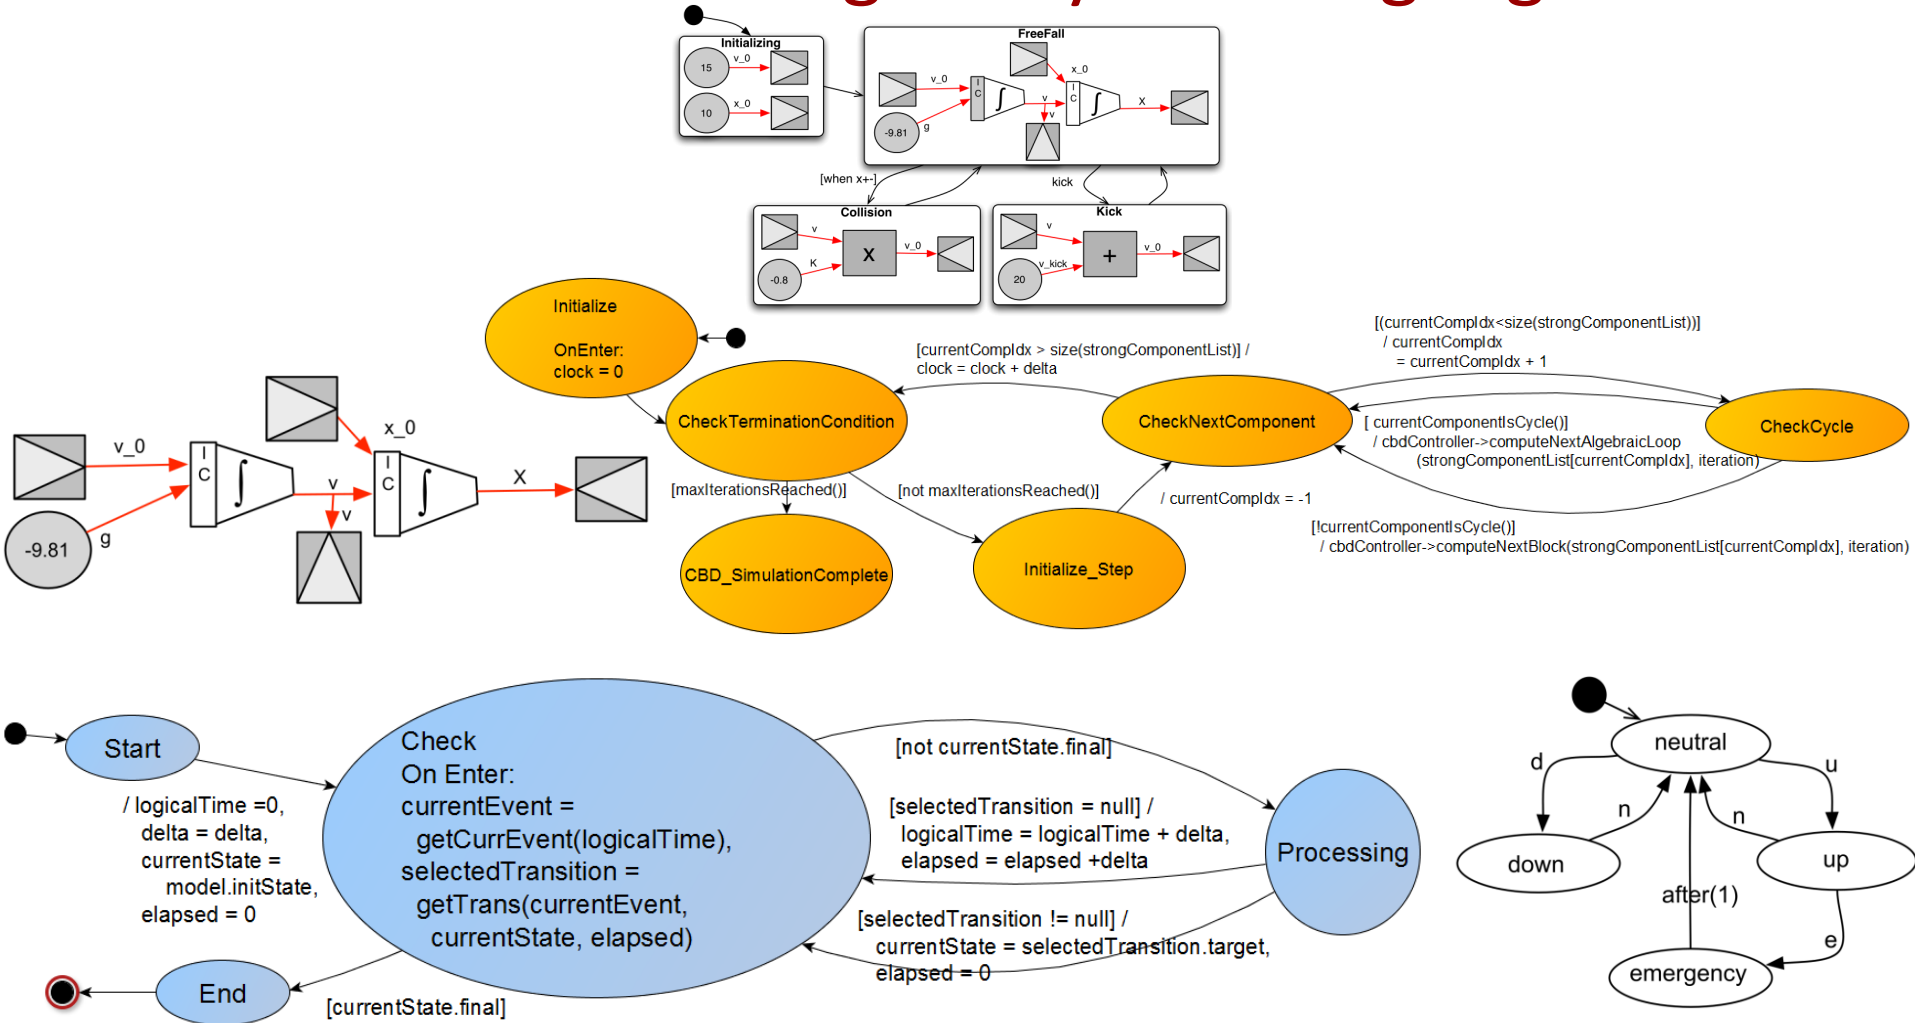 Initializing
15
v_0
10
x_0
FreeFall
v_0
I
C
∫
-9.81
g
v
v
x_0
I
C
∫
X
[when x+-]
kick
Collision
v
K
-0.8
X
v_0
Kick
v
v_kick
20
+
v_0
v_0
I
C
∫
-9.81
g
v
v
x_0
I
C
∫
X
Initialize
OnEnter:
clock = 0
CheckTerminationCondition
[currentCompIdx > size(strongComponentList)] /
clock = clock + delta
CheckNextComponent
[(currentCompIdx<size(strongComponentList))]
/ currentCompIdx
= currentCompIdx + 1
CheckCycle
[ currentComponentIsCycle()]
/ cbdController->computeNextAlgebraicLoop
(strongComponentList[currentCompIdx], iteration)
[maxIterationsReached()]
[not maxIterationsReached()]
/ currentCompIdx = -1
[!currentComponentIsCycle()]
/ cbdController->computeNextBlock(strongComponentList[currentCompIdx], iteration)
CBD_SimulationComplete
Initialize_Step
Start
/ logicalTime =0,
delta = delta,
currentState =
model.initState,
elapsed = 0
Check
On Enter:
currentEvent =
getCurrEvent(logicalTime),
selectedTransition =
getTrans(currentEvent,
currentState, elapsed)
[not currentState.final]
[selectedTransition = null] /
logicalTime = logicalTime + delta,
elapsed = elapsed +delta
[selectedTransition != null] /
currentState = selectedTransition.target,
elapsed = 0
Processing
End
[currentState.final]
neutral
d
u
n
n
down
up
after(1)
e
emergency